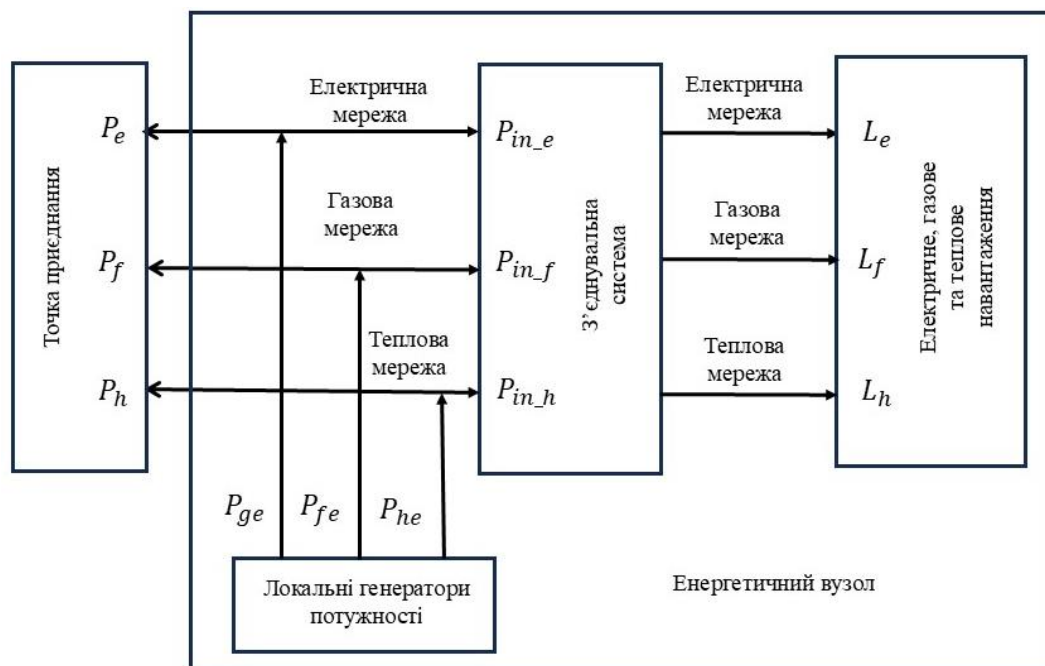 Точка приєднання
P_e
P_f
P_h
Електрична
мережа
Газова
мережа
Теплова
мережа
P_ge
P_fe
P_he
Локальні генератори
потужності
P_in_e
P_in_f
P_in_h
З’єднувальна
система
Електрична
мережа
Газова
мережа
Теплова
мережа
L_e
L_f
L_h
Електричне, газове
та теплове
навантаження
Енергетичний вузол